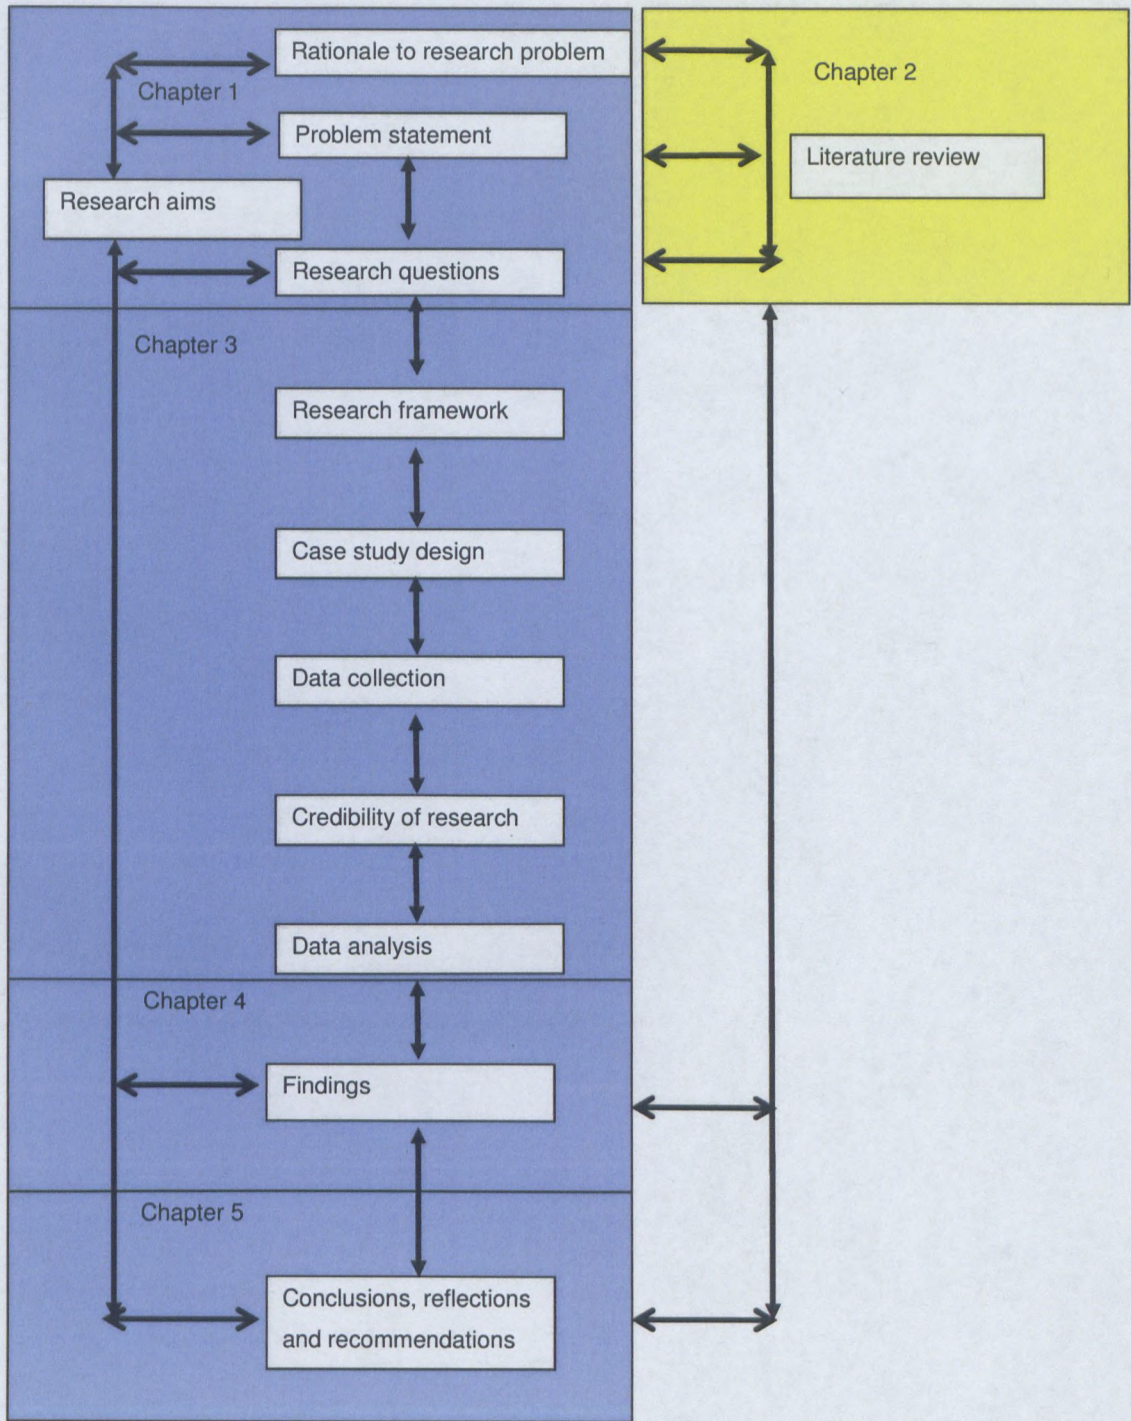 Rationale to research problem
Chapter 1
Problem statement
Research aims
Research questions
Chapter 2
Literature review
Chapter 3
Research framework
Case study design
Data collection
Credibility of research
Data analysis
Chapter 4
Findings
Chapter 5
Conclusions, reflections
and recommendations